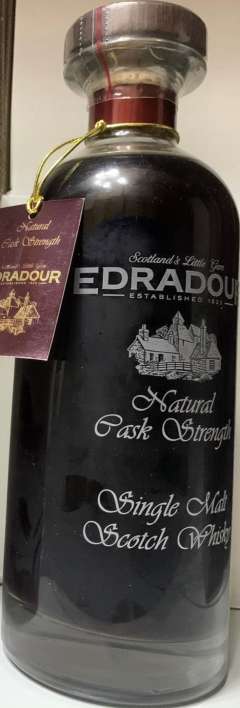 Natural
Cask Strength
EDRADOUR
Scotland's Little Gem
EDRADOUR
ESTABLISHED 1825
Natural
Cask Strength
Single Malt
Scotch Whisky